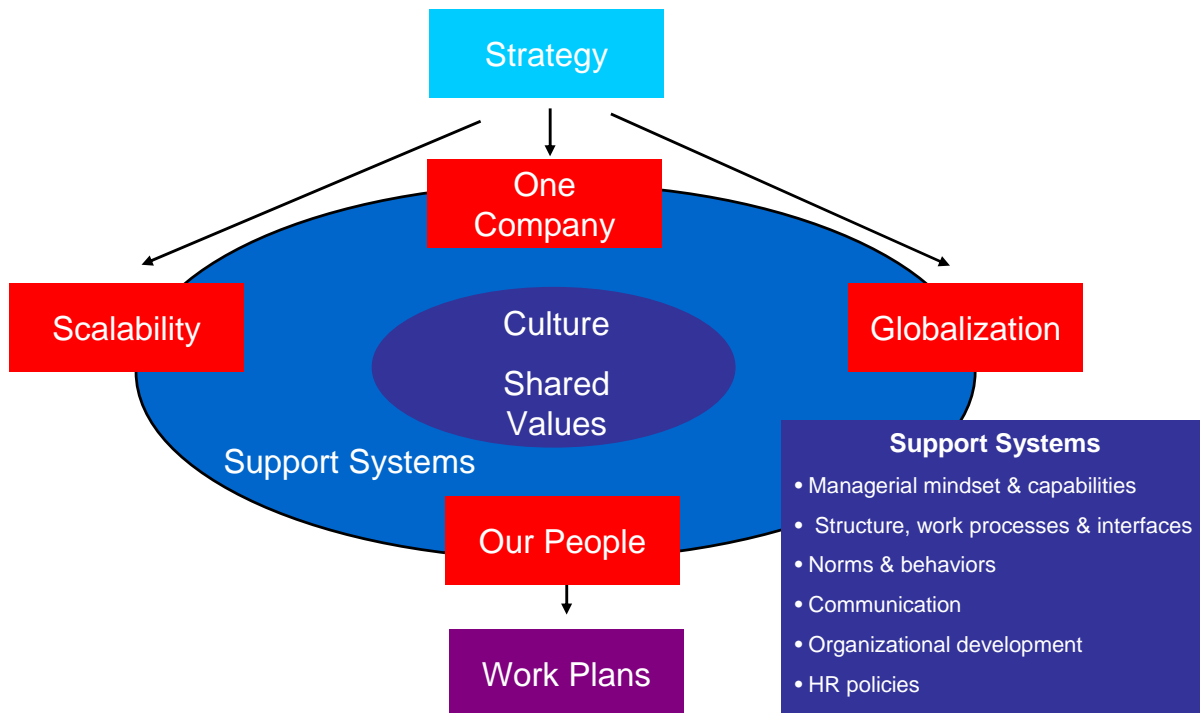 Strategy
One
Company
Scalability
Globalization
Culture
Shared
Values
Support Systems
Our People
Work Plans
Support Systems
• Managerial mindset & capabilities
• Structure, work processes & interfaces
• Norms & behaviors
• Communication
• Organizational development
• HR policies